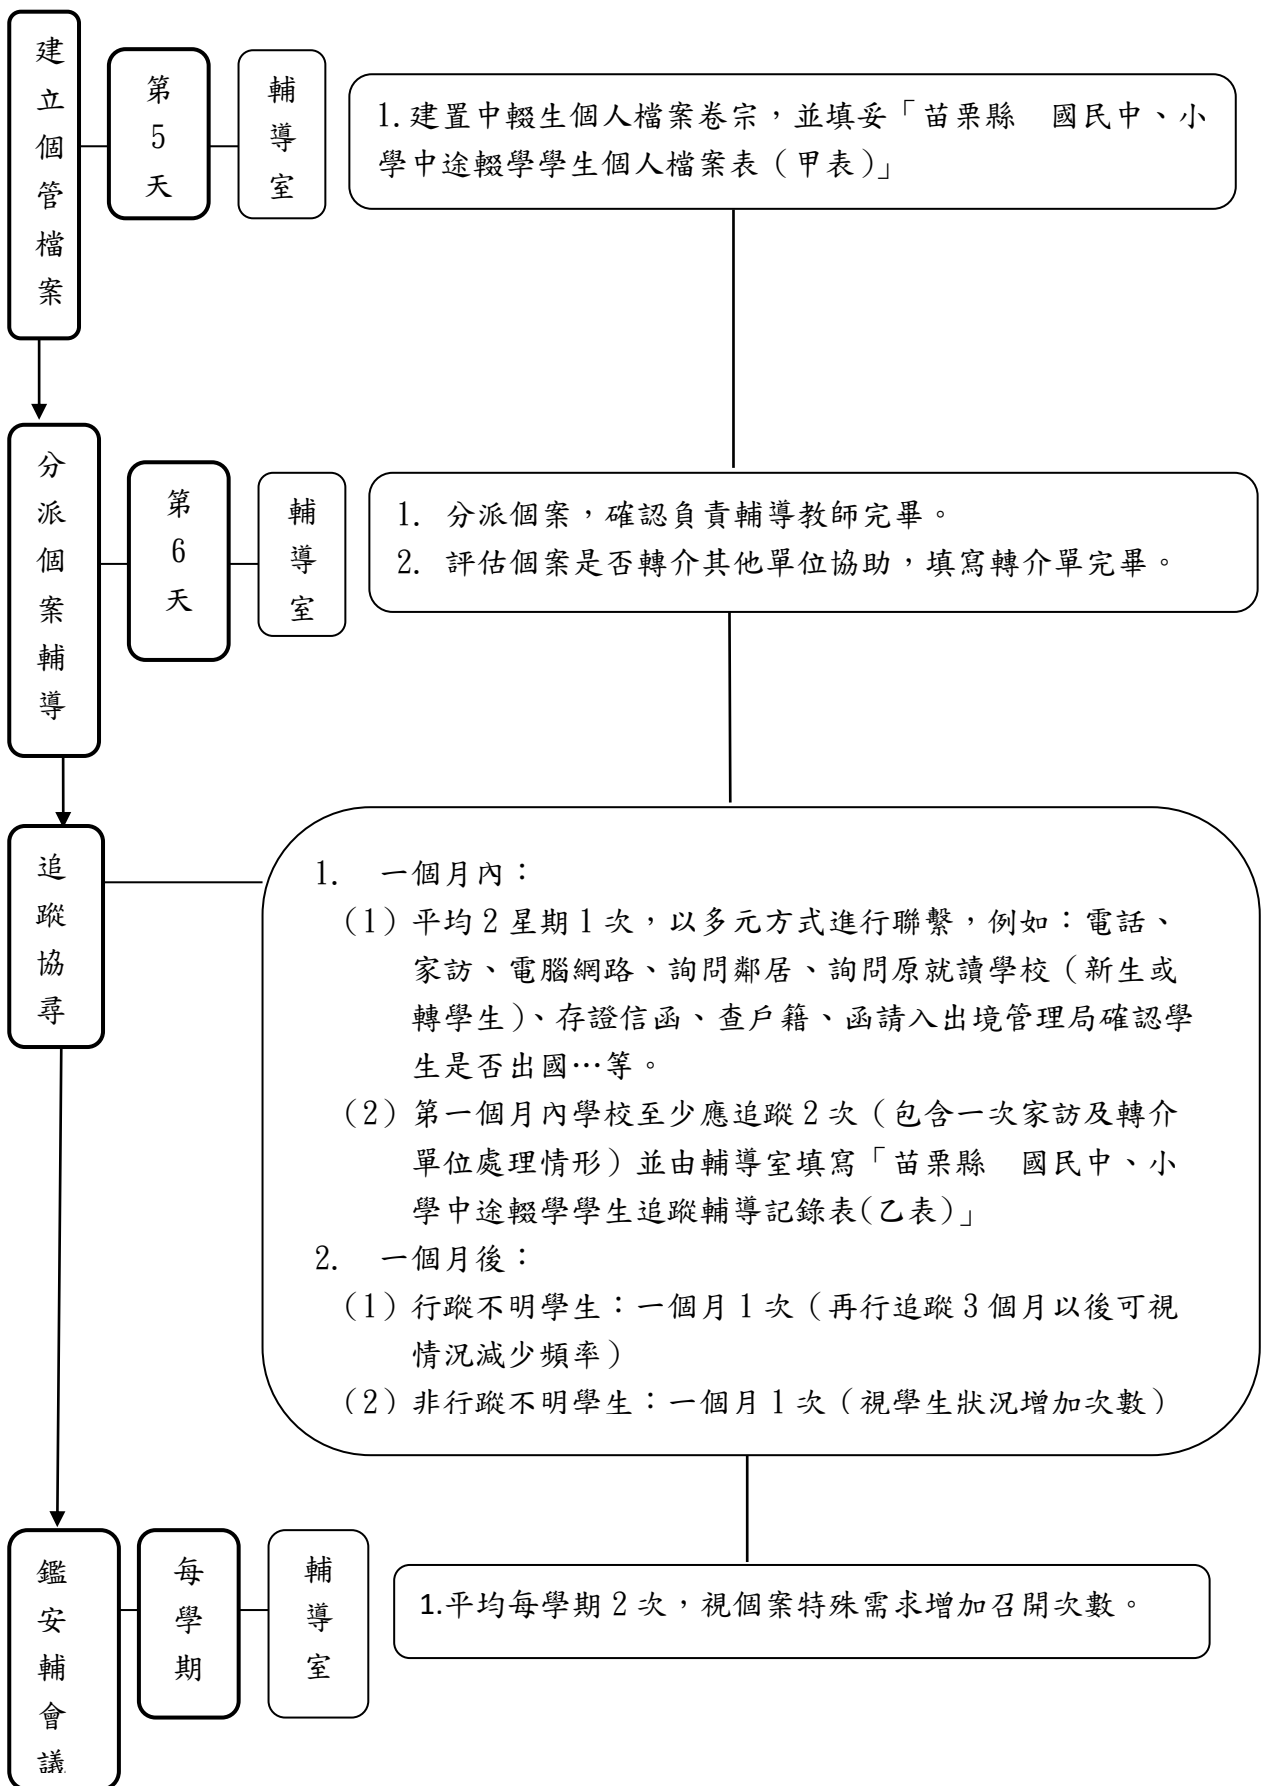 建立個管檔案
第5天
輔導室
1.建置中輟生個人檔案卷宗，並填妥「苗栗縣　國民中、小
學中途輟學學生個人檔案表（甲表）」
分派個案輔導
第6天
輔導室
1. 分派個案，確認負責輔導教師完畢。
2. 評估個案是否轉介其他單位協助，填寫轉介單完畢。
追蹤協尋
1. 一個月內：
（1）平均2星期1次，以多元方式進行聯繫，例如：電話、
家訪、電腦網路、詢問鄰居、詢問原就讀學校（新生或
轉學生）、存證信函、查戶籍、函請入出境管理局確認學
生是否出國…等。
（2）第一個月內學校至少應追蹤2次（包含一次家訪及轉介
單位處理情形）並由輔導室填寫「苗栗縣　國民中、小
學中途輟學學生追蹤輔導記錄表(乙表)」
2. 一個月後：
（1）行蹤不明學生：一個月1次（再行追蹤3個月以後可視
情況減少頻率）
（2）非行蹤不明學生：一個月1次（視學生狀況增加次數）
鑑安輔會議
每學期
輔導室
1.平均每學期2次，視個案特殊需求增加召開次數。